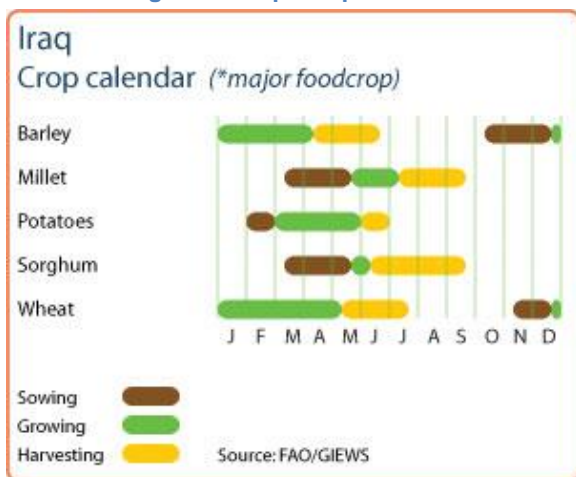 Iraq
Crop calendar (*major foodcrop)
Barley
Millet
Potatoes
Sorghum
Wheat
J F M A M J J A S O N D
Sowing
Growing
Harvesting
Source: FAO/GIEWS